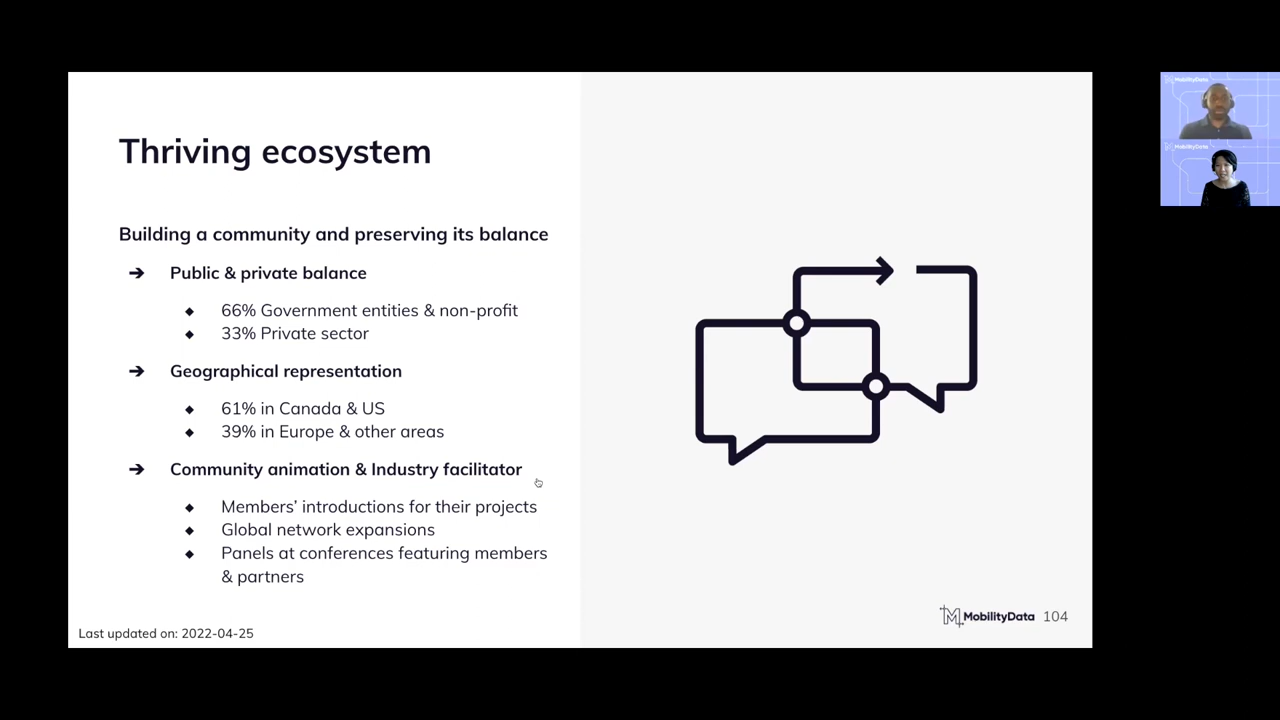 Thriving ecosystem
Building a community and preserving its balance
➔ Public & private balance
◆ 66% Government entities & non-profit
◆ 33% Private sector
➔ Geographical representation
◆ 61% in Canada & US
◆ 39% in Europe & other areas
➔ Community animation & Industry facilitator
◆ Members’ introductions for their projects
◆ Global network expansions
◆ Panels at conferences featuring members
& partners
Last updated on: 2022-04-25
MobilityData 104
MobilityData
MobilityData